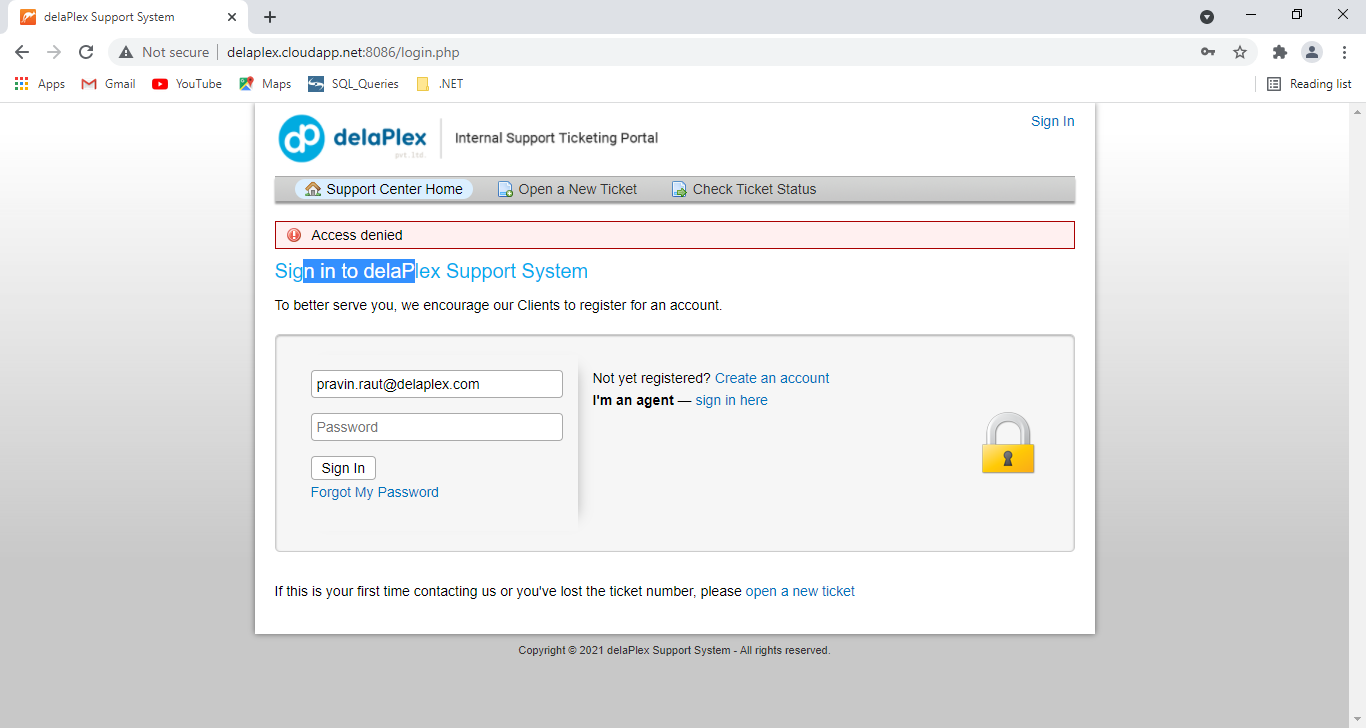 delaPlex Support System
Not secure | delaplex.cloudapp.net:8086/login.php
Apps Gmail YouTube Maps SQL_Queries .NET Reading list
dp delaPlex pvt.ltd. Internal Support Ticketing Portal Sign In
Support Center Home Open a New Ticket Check Ticket Status
Access denied
Sign in to delaPlex Support System
To better serve you, we encourage our Clients to register for an account.
pravin.raut@delaplex.com
Password
Sign In
Forgot My Password
Not yet registered? Create an account
I'm an agent — sign in here
If this is your first time contacting us or you've lost the ticket number, please open a new ticket
Copyright © 2021 delaPlex Support System - All rights reserved.